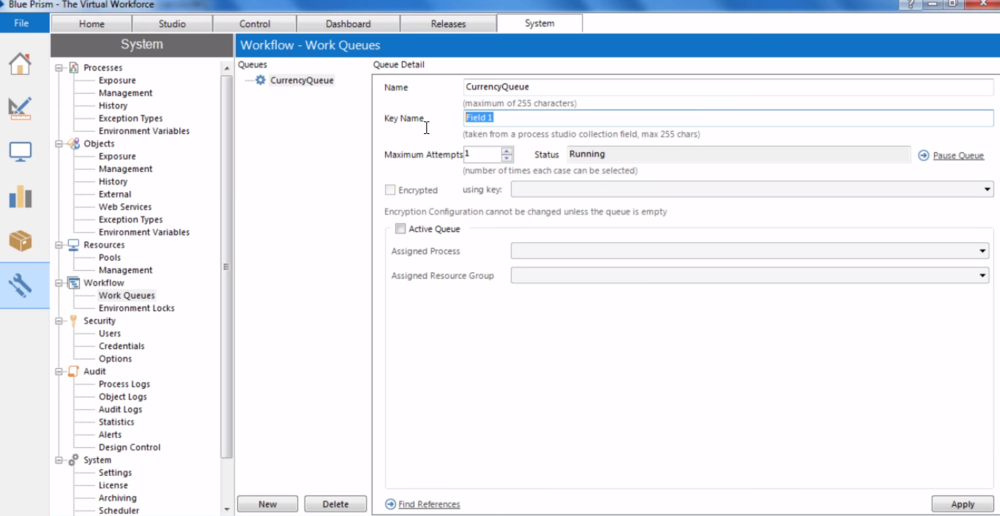 Blue Prism - The Virtual Workforce
File Home Studio Control Dashboard Releases System
System
Processes
Exposure
Management
History
Exception Types
Environment Variables
Objects
Exposure
Management
History
External
Web Services
Exception Types
Environment Variables
Resources
Pools
Management
Workflow
Work Queues
Environment Locks
Security
Users
Credentials
Options
Audit
Process Logs
Object Logs
Audit Logs
Statistics
Alerts
Design Control
System
Settings
License
Archiving
Scheduler
Workflow - Work Queues
Queues
CurrencyQueue
New Delete
Queue Detail
Name CurrencyQueue
(maximum of 255 characters)
Key Name Field 1
(taken from a process studio collection field, max 255 chars)
Maximum Attempts 1 Status Running Pause Queue
(number of times each case can be selected)
Encrypted using key:
Encryption Configuration cannot be changed unless the queue is empty
Active Queue
Assigned Process
Assigned Resource Group
Find References Apply